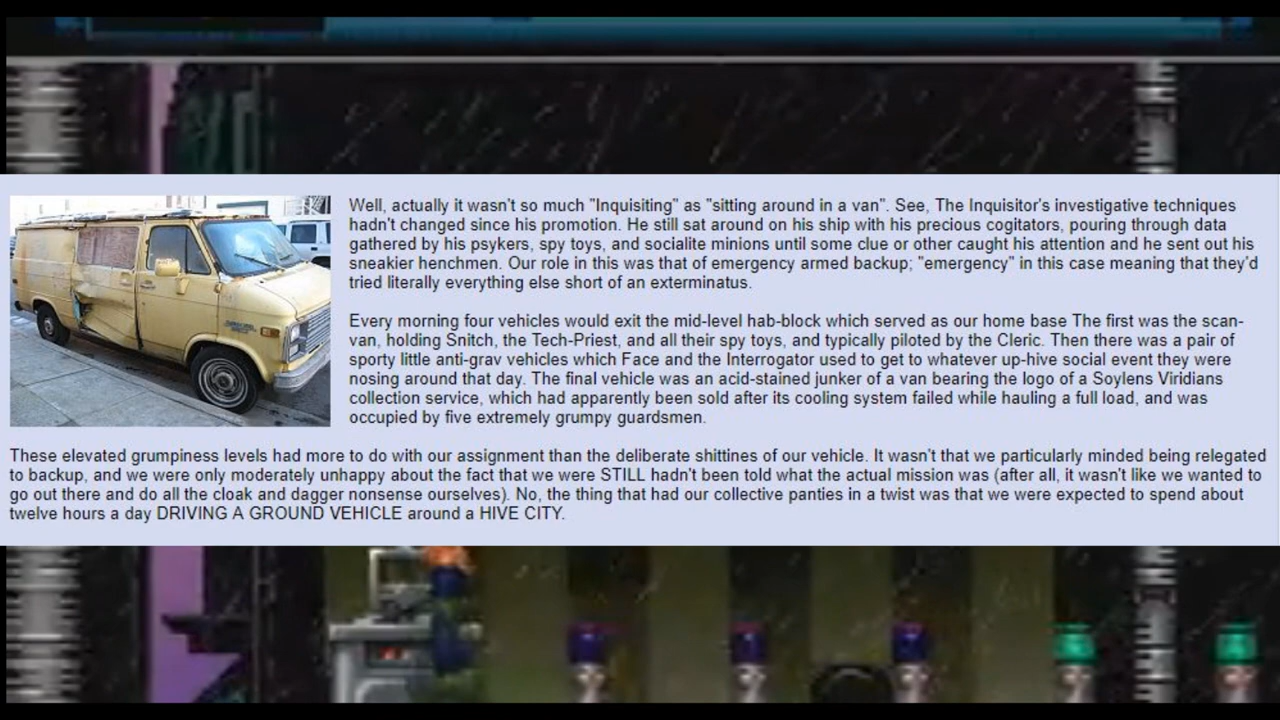 Well, actually it wasn't so much "Inquisiting" as "sitting around in a van". See, The Inquisitor's investigative techniques
hadn't changed since his promotion. He still sat around on his ship with his precious cogitators, pouring through data
gathered by his psykers, spy toys, and socialite minions until some clue or other caught his attention and he sent out his
sneakier henchmen. Our role in this was that of emergency armed backup; "emergency" in this case meaning that they'd
tried literally everything else short of an exterminatus.
Every morning four vehicles would exit the mid-level hab-block which served as our home base The first was the scan-
van, holding Snitch, the Tech-Priest, and all their spy toys, and typically piloted by the Cleric. Then there was a pair of
sporty little anti-grav vehicles which Face and the Interrogator used to get to whatever up-hive social event they were
nosing around that day. The final vehicle was an acid-stained junker of a van bearing the logo of a Soylens Viridians
collection service, which had apparently been sold after its cooling system failed while hauling a full load, and was
occupied by five extremely grumpy guardsmen.
These elevated grumpiness levels had more to do with our assignment than the deliberate shittines of our vehicle. It wasn't that we particularly minded being relegated
to backup, and we were only moderately unhappy about the fact that we were STILL hadn't been told what the actual mission was (after all, it wasn't like we wanted to
go out there and do all the cloak and dagger nonsense ourselves). No, the thing that had our collective panties in a twist was that we were expected to spend about
twelve hours a day DRIVING A GROUND VEHICLE around a HIVE CITY.